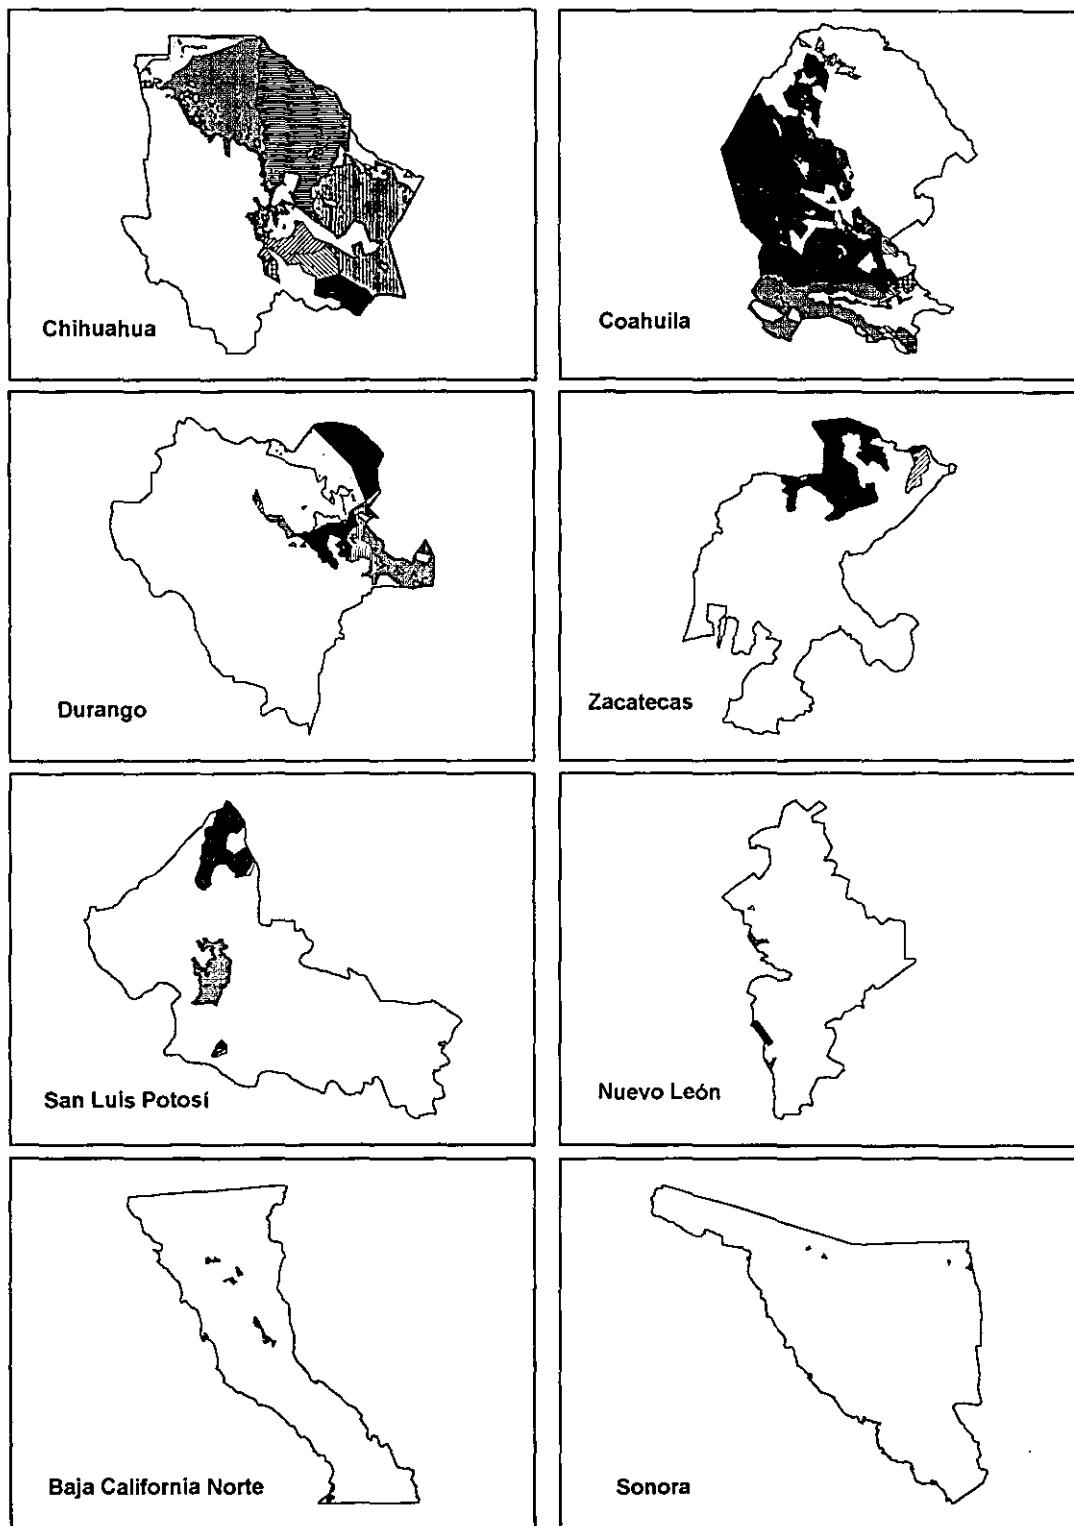 Chihuahua
Coahuila
Durango
Zacatecas
San Luis Potosí
Nuevo León
Baja California Norte
Sonora